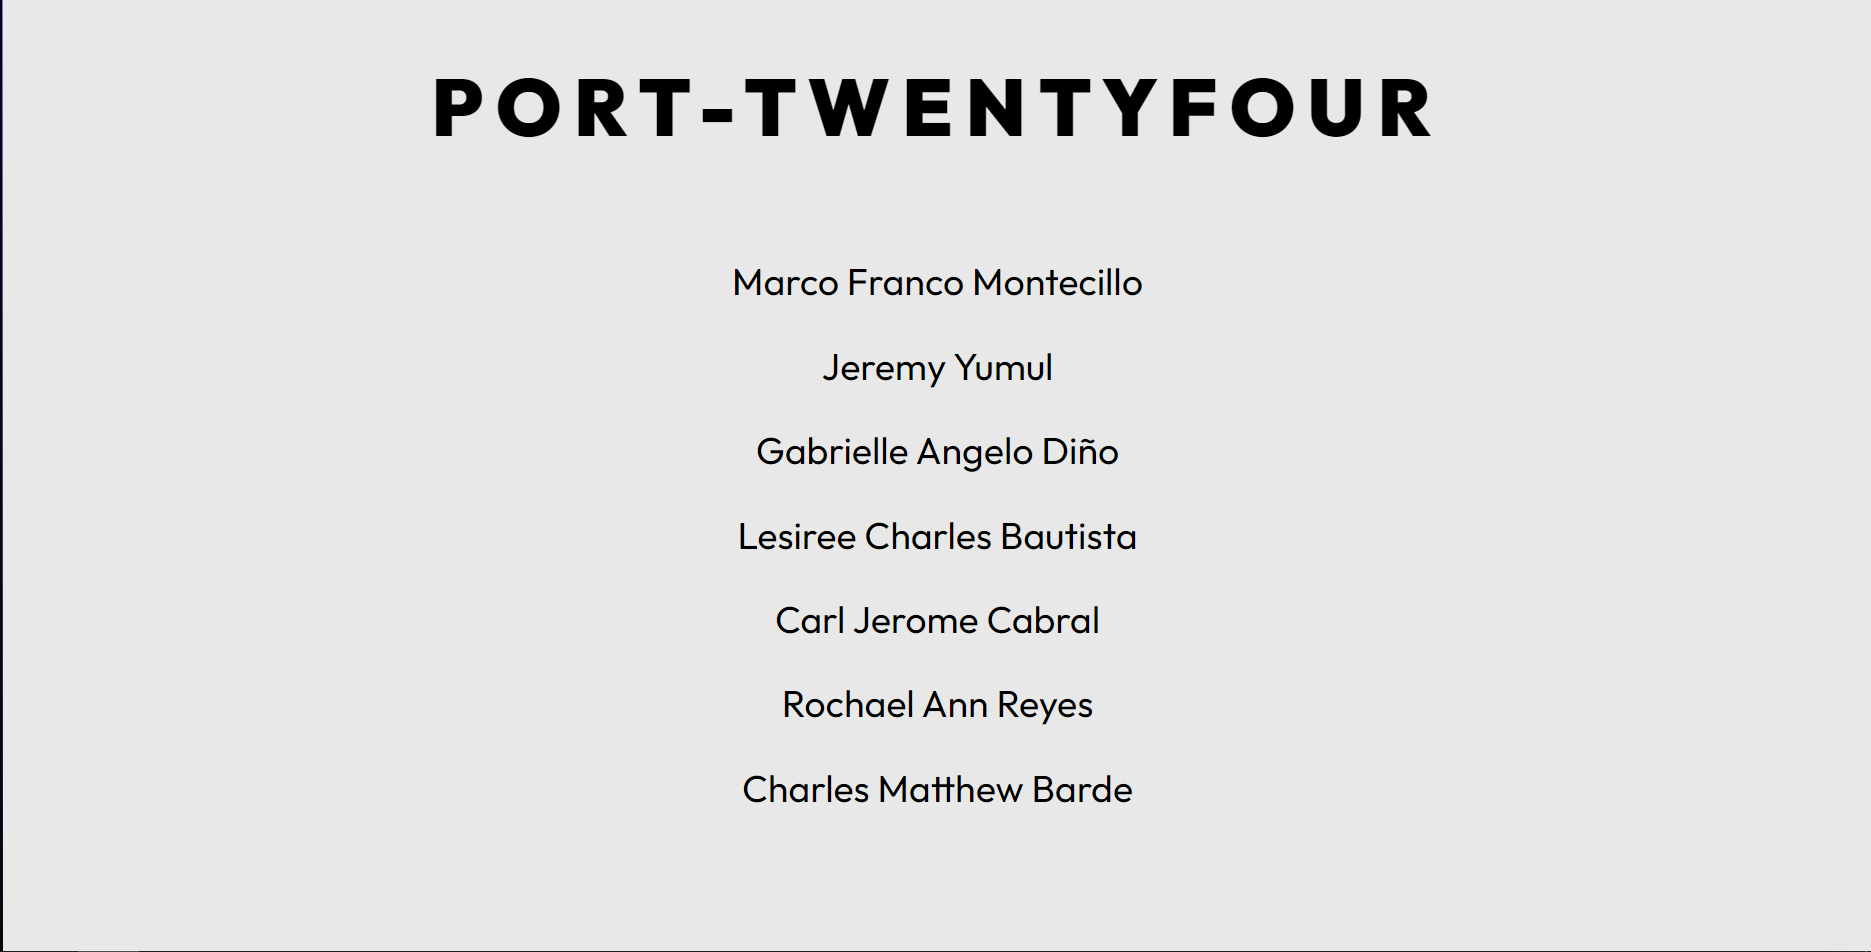 PORT-TWENTYFOUR
Marco Franco Montecillo
Jeremy Yumul
Gabrielle Angelo Diño
Lesiree Charles Bautista
Carl Jerome Cabral
Rochael Ann Reyes
Charles Matthew Barde